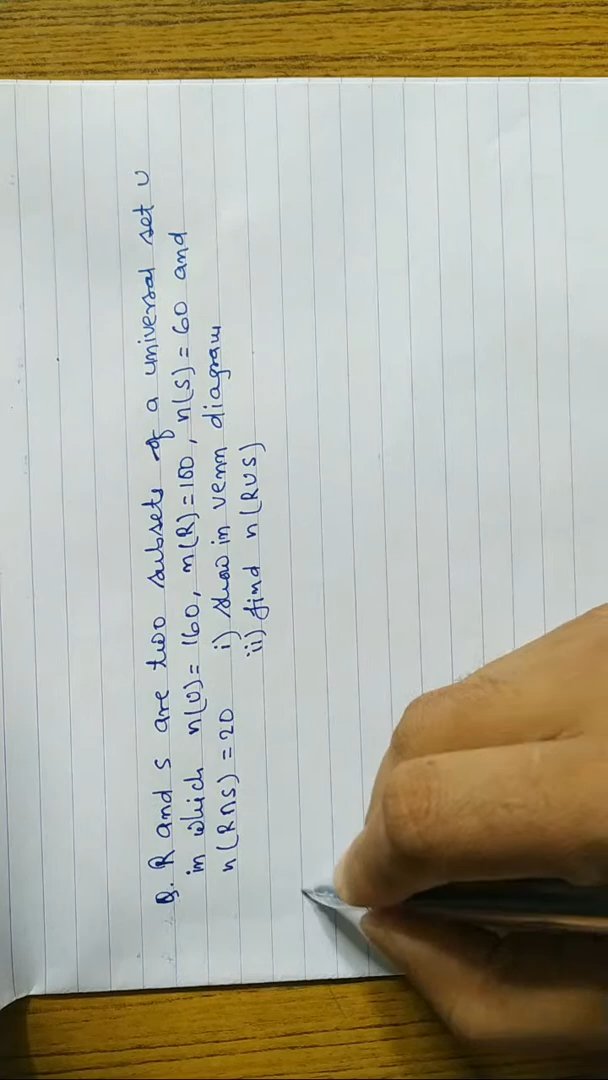 Q. R and S are two subsets of a universal set U
in which n(U) = 160, n(R) = 100, n(S) = 60 and
n(R∩S) = 20 i) show in venn diagram
ii) find n(R∪S)